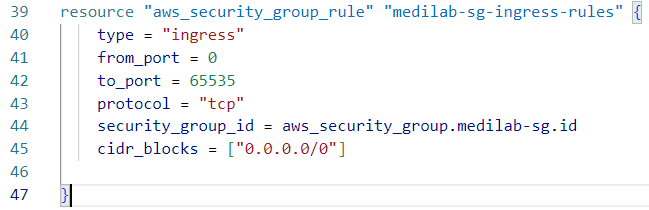 39 resource "aws_security_group_rule" "medilab-sg-ingress-rules" {
40     type = "ingress"
41     from_port = 0
42     to_port = 65535
43     protocol = "tcp"
44     security_group_id = aws_security_group.medilab-sg.id
45     cidr_blocks = ["0.0.0.0/0"]
46
47 }